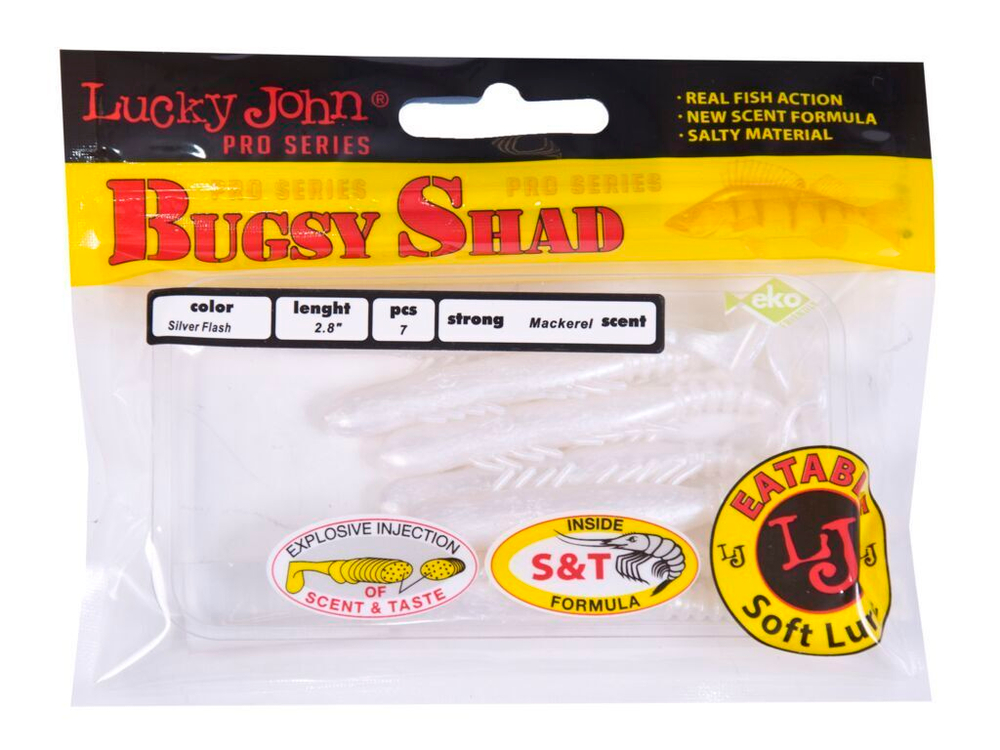 Lucky John®
PRO SERIES
· REAL FISH ACTION
· NEW SCENT FORMULA
· SALTY MATERIAL
PRO SERIES PRO SERIES
BUGSY SHAD
eko
color
Silver Flash
lenght
2.8"
pcs
7
strong Mackerel scent
EXPLOSIVE INJECTION
OF
SCENT & TASTE
INSIDE
S&T
FORMULA
EATABLE
LJ LJ LJ
Soft Lure